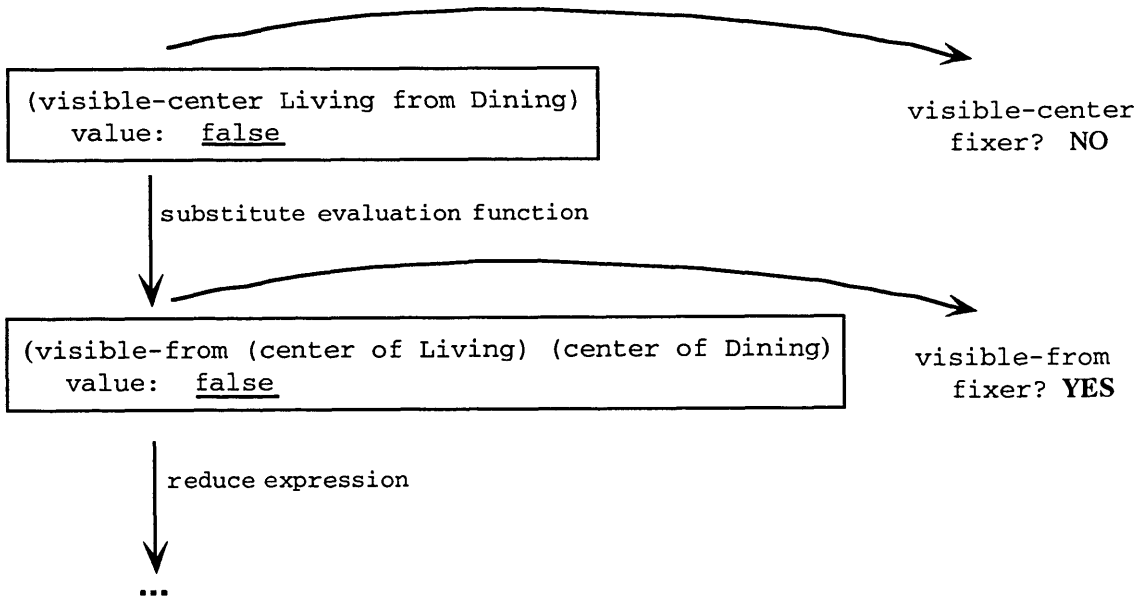 (visible-center Living from Dining)
value: false
visible-center
fixer? NO
substitute evaluation function
(visible-from (center of Living) (center of Dining)
value: false
visible-from
fixer? YES
reduce expression
...